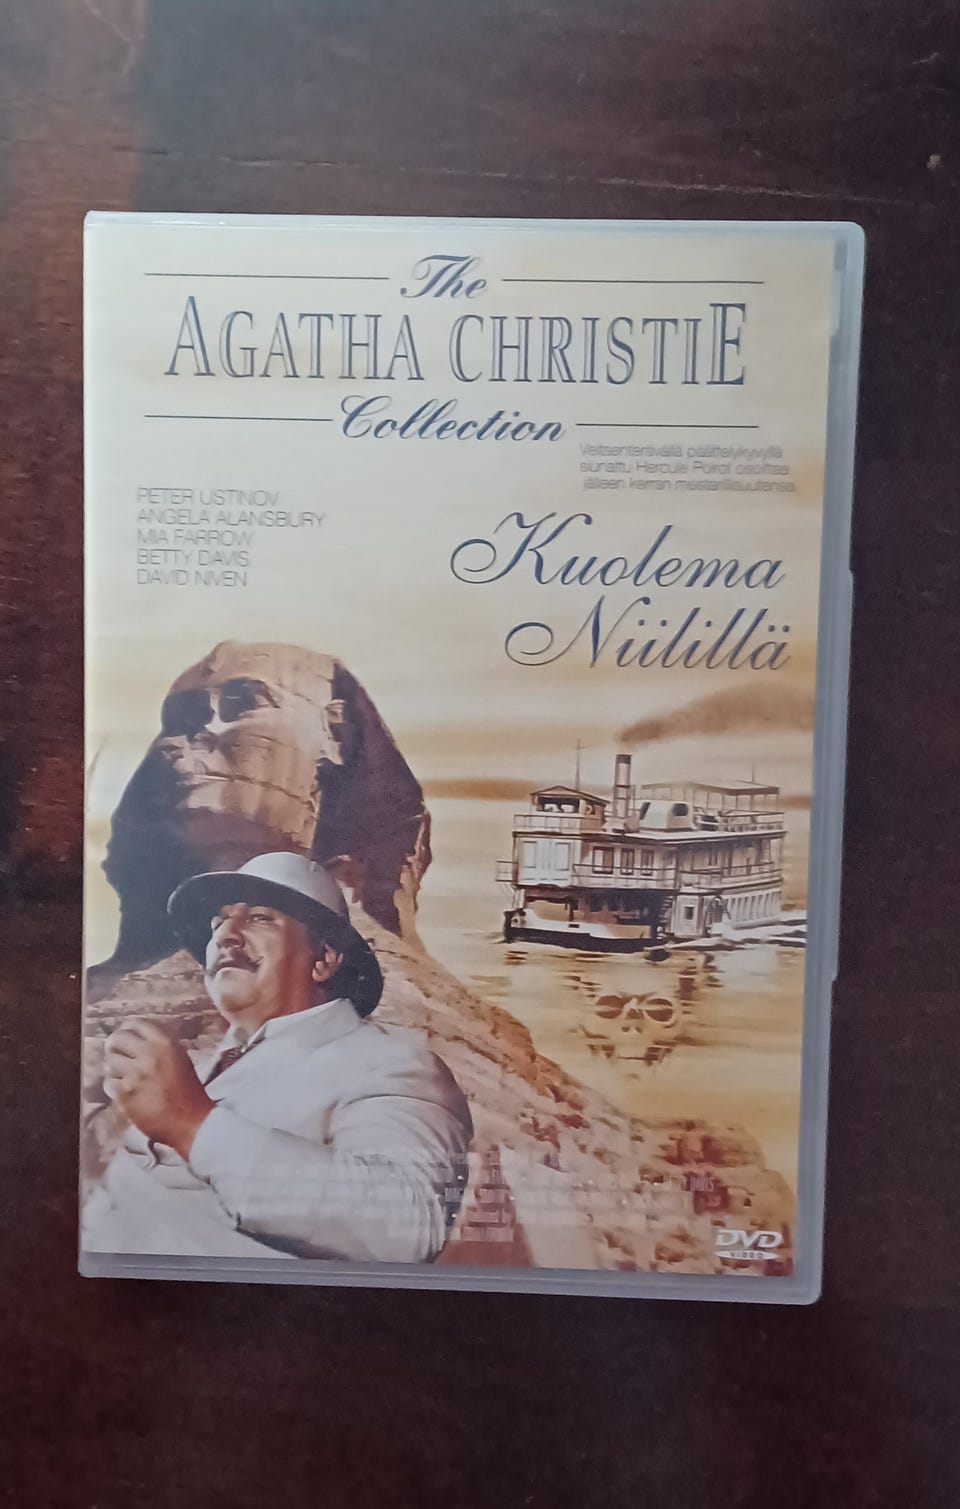 The
AGATHA CHRISTIE
Collection
Veitsenterävällä päättelykyvyllä
siunattu Hercule Poirot osoittaa
jälleen kerran mestarillisuutensa.
PETER USTINOV
ANGELA ALANSBURY
MIA FARROW
BETTY DAVIS
DAVID NIVEN
Kuolema
Niilillä
DVD
VIDEO